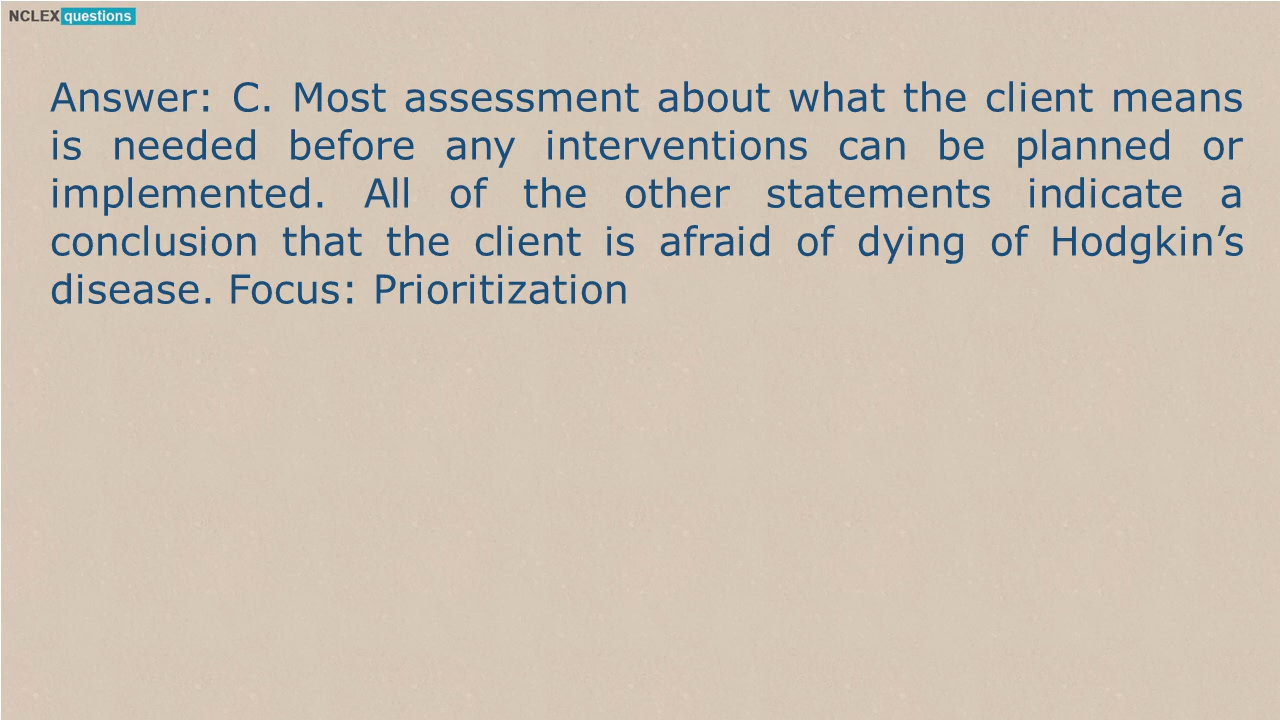 NCLEX questions
Answer: C. Most assessment about what the client means
is needed before any interventions can be planned or
implemented. All of the other statements indicate a
conclusion that the client is afraid of dying of Hodgkin’s
disease. Focus: Prioritization